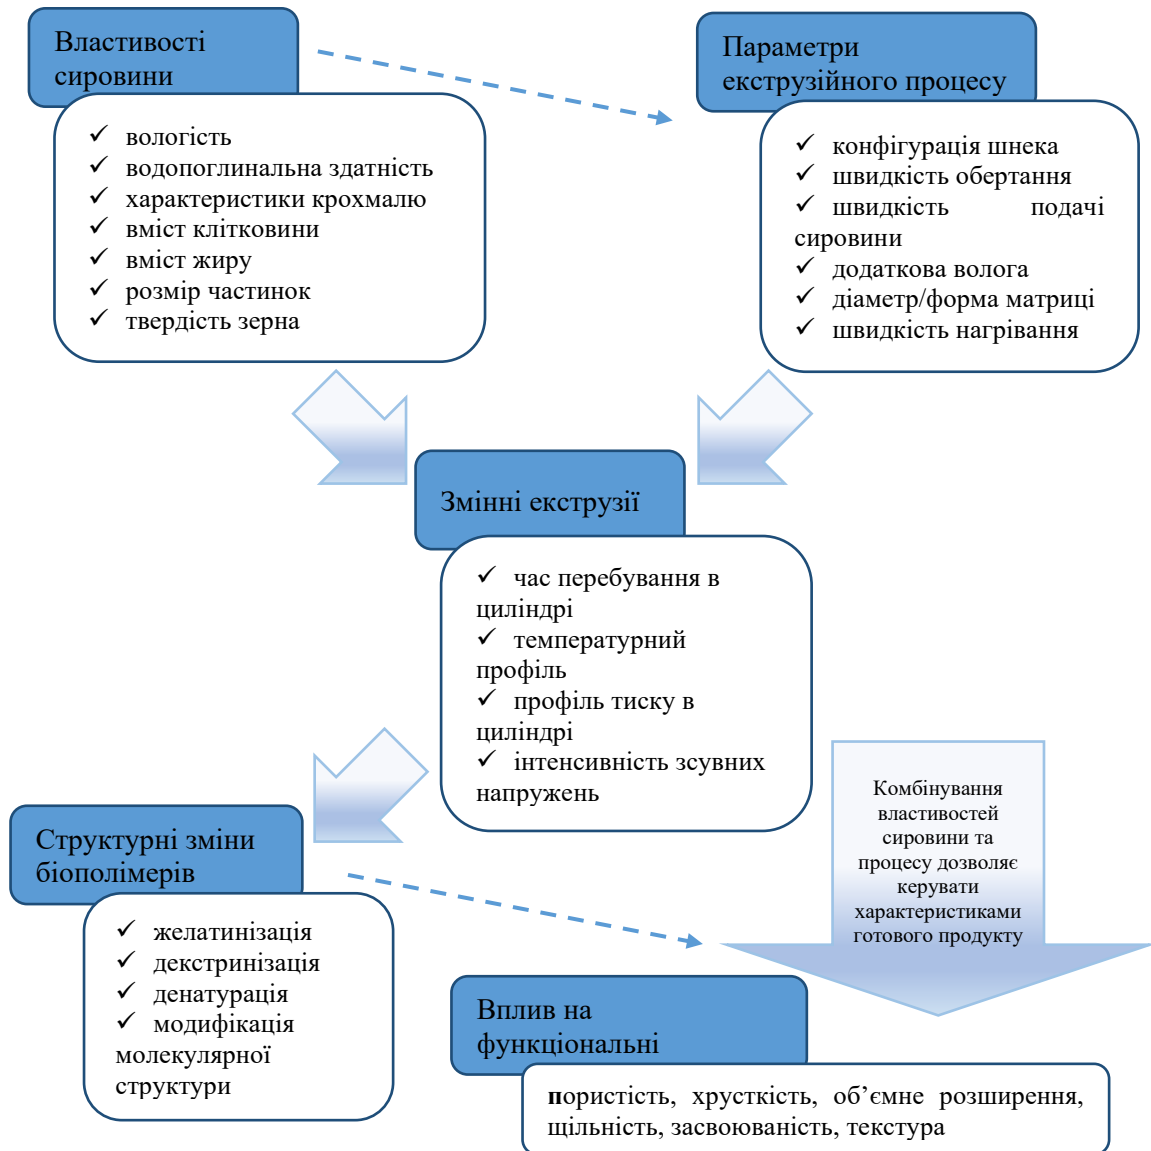 Властивості
сировини
✓ вологість
✓ водопоглинальна здатність
✓ характеристики крохмалю
✓ вміст клітковини
✓ вміст жиру
✓ розмір частинок
✓ твердість зерна
Параметри
екструзійного процесу
✓ конфігурація шнека
✓ швидкість обертання
✓ швидкість подачі
сировини
✓ додаткова волога
✓ діаметр/форма матриці
✓ швидкість нагрівання
Змінні екструзії
✓ час перебування в
циліндрі
✓ температурний
профіль
✓ профіль тиску в
циліндрі
✓ інтенсивність зсувних
напружень
Комбінування
властивостей
сировини та
процесу дозволяє
керувати
характеристиками
готового продукту
Структурні зміни
біополімерів
✓ желатинізація
✓ декстринізація
✓ денатурація
✓ модифікація
молекулярної
структури
Вплив на
функціональні
пористість, хрусткість, об’ємне розширення,
щільність, засвоюваність, текстура